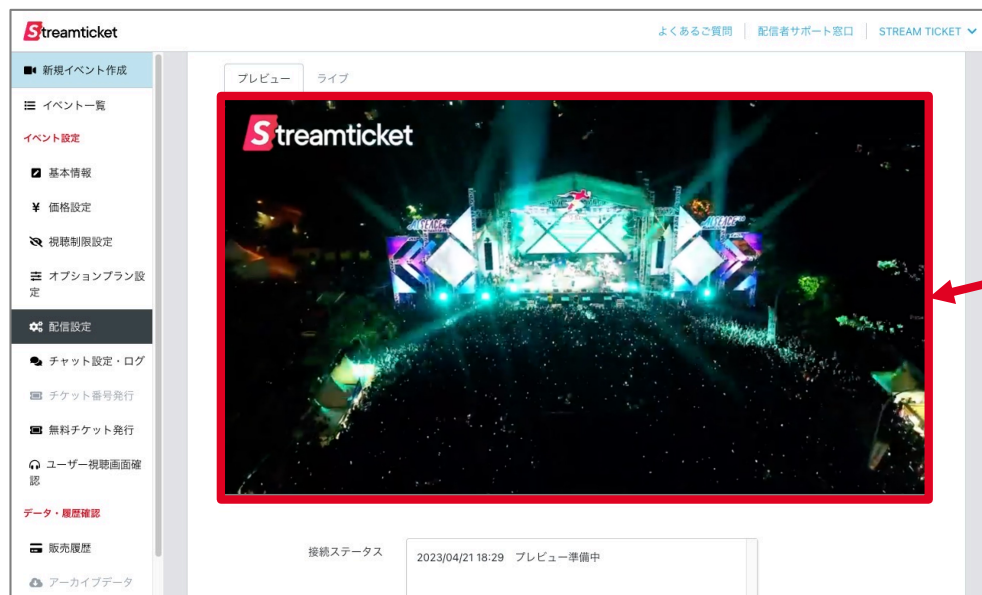 Streamticket
よくあるご質問
配信者サポート窓口
STREAM TICKET
新規イベント作成
イベント一覧
イベント設定
基本情報
価格設定
視聴制限設定
オプションプラン設
定
配信設定
チャット設定・ログ
チケット番号発行
無料チケット発行
ユーザー視聴画面確
認
データ・履歴確認
販売履歴
アーカイブデータ
プレビュー
ライブ
Streamticket
接続ステータス
2023/04/21 18:29 プレビュー準備中